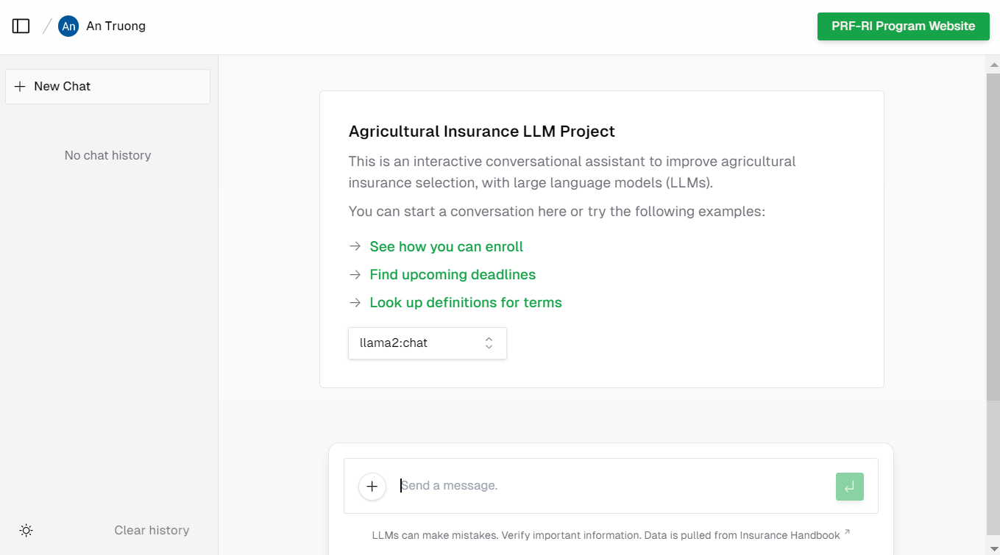 An An Truong
PRF-RI Program Website
New Chat
No chat history
Agricultural Insurance LLM Project
This is an interactive conversational assistant to improve agricultural
insurance selection, with large language models (LLMs).
You can start a conversation here or try the following examples:
→ See how you can enroll
→ Find upcoming deadlines
→ Look up definitions for terms
llama2:chat
Send a message.
LLMs can make mistakes. Verify important information. Data is pulled from Insurance Handbook ↗
Clear history